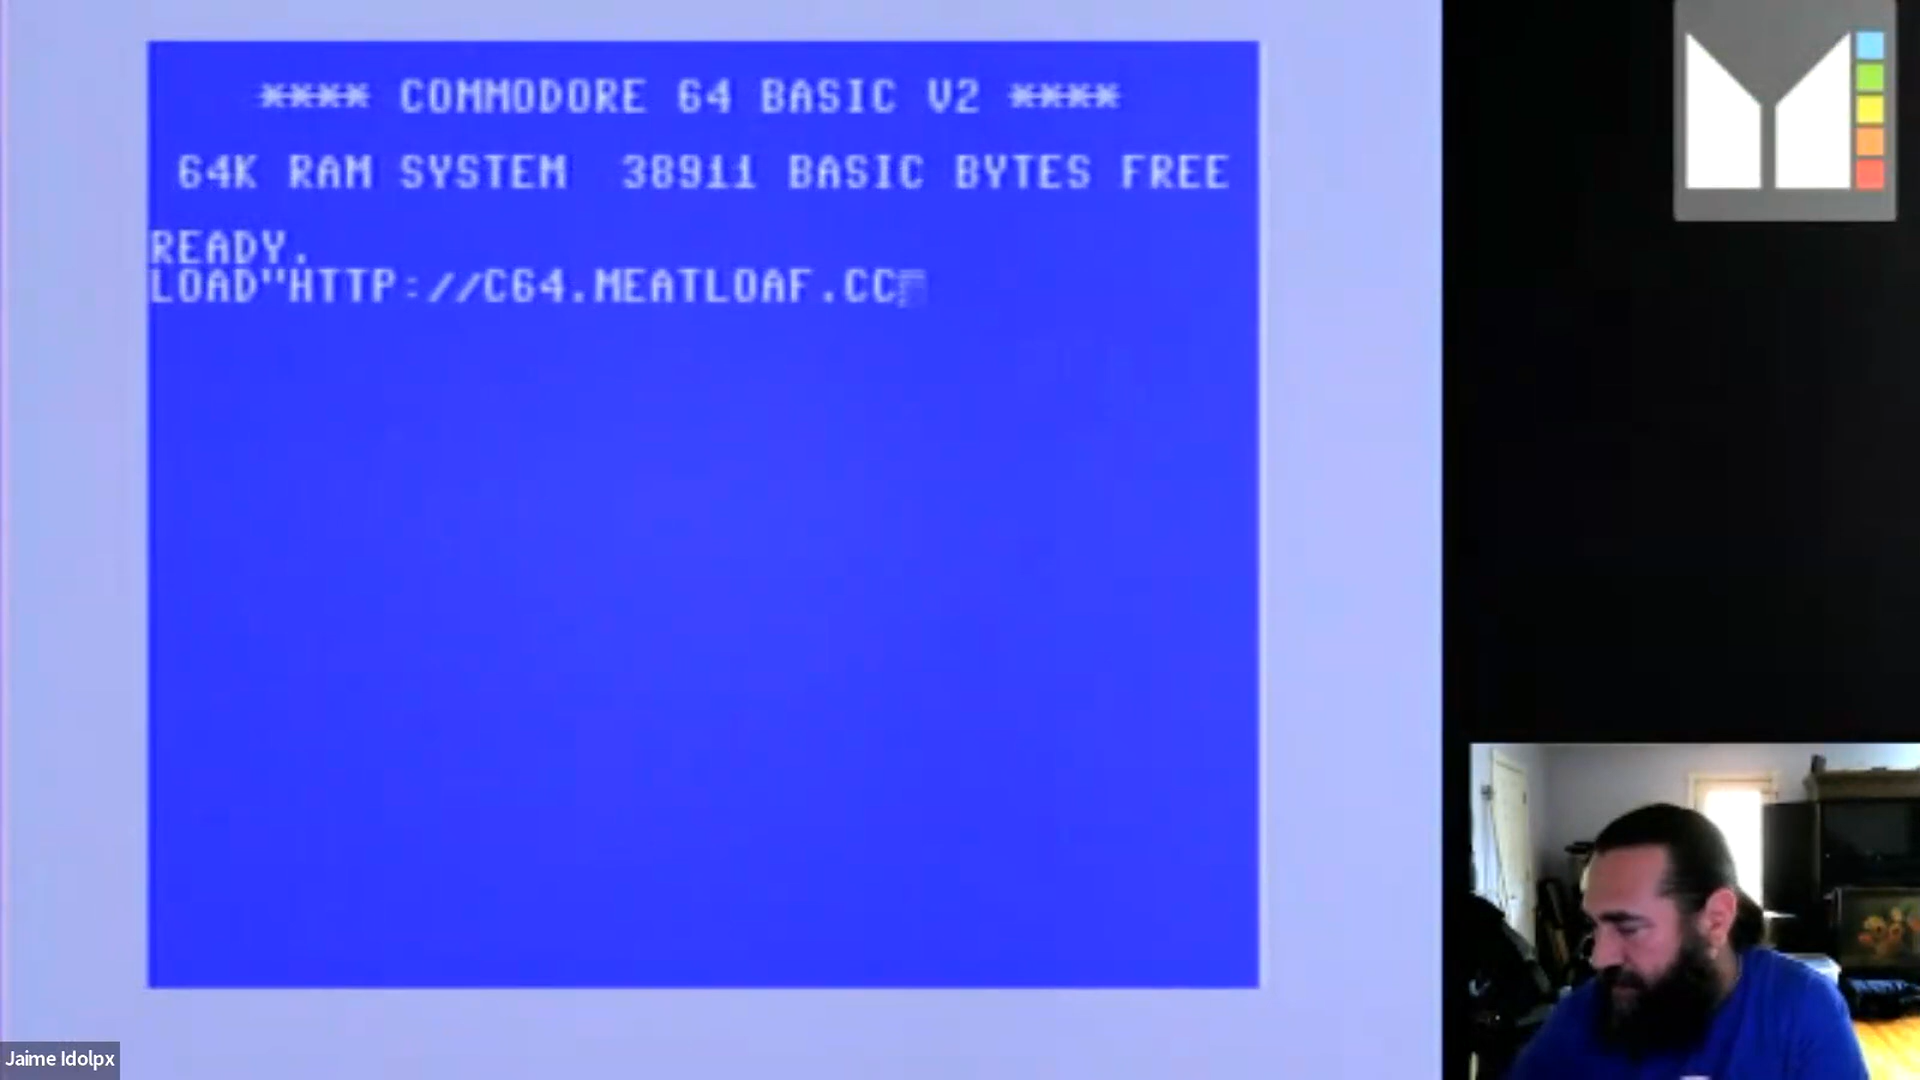 **** COMMODORE 64 BASIC V2 ****
64K RAM SYSTEM  38911 BASIC BYTES FREE
READY.
LOAD"HTTP://C64.MEATLOAF.CC
Jaime Idolpx